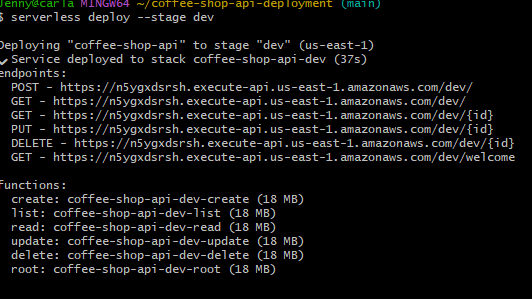 Jenny@carla MINGW64 ~/coffee-shop-api-deployment (main)
$ serverless deploy --stage dev
Deploying "coffee-shop-api" to stage "dev" (us-east-1)
✔ Service deployed to stack coffee-shop-api-dev (37s)
endpoints:
POST - https://n5ygxdsrsh.execute-api.us-east-1.amazonaws.com/dev/
GET - https://n5ygxdsrsh.execute-api.us-east-1.amazonaws.com/dev/
GET - https://n5ygxdsrsh.execute-api.us-east-1.amazonaws.com/dev/{id}
PUT - https://n5ygxdsrsh.execute-api.us-east-1.amazonaws.com/dev/{id}
DELETE - https://n5ygxdsrsh.execute-api.us-east-1.amazonaws.com/dev/{id}
GET - https://n5ygxdsrsh.execute-api.us-east-1.amazonaws.com/dev/welcome
functions:
create: coffee-shop-api-dev-create (18 MB)
list: coffee-shop-api-dev-list (18 MB)
read: coffee-shop-api-dev-read (18 MB)
update: coffee-shop-api-dev-update (18 MB)
delete: coffee-shop-api-dev-delete (18 MB)
root: coffee-shop-api-dev-root (18 MB)